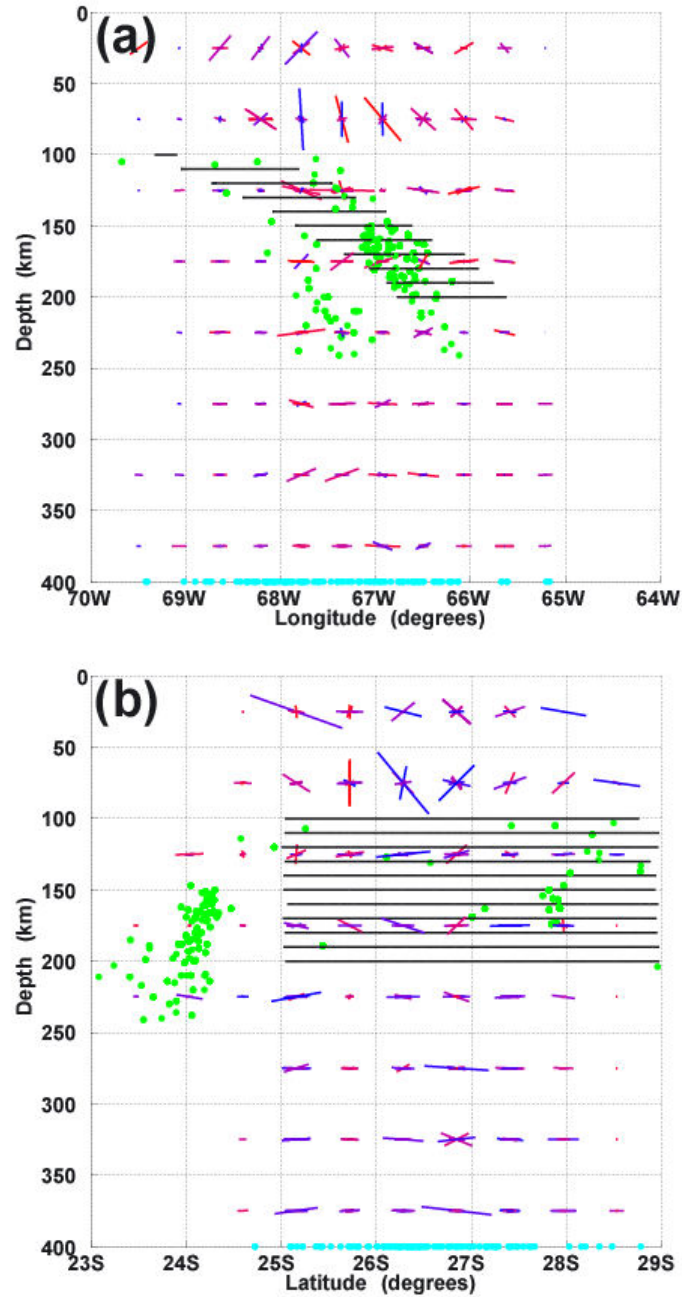 (a)
0
50
100
150
200
250
300
350
400
Depth (km)
70W 69W 68W 67W 66W 65W 64W
Longitude (degrees)
(b)
0
50
100
150
200
250
300
350
400
Depth (km)
23S 24S 25S 26S 27S 28S 29S
Latitude (degrees)